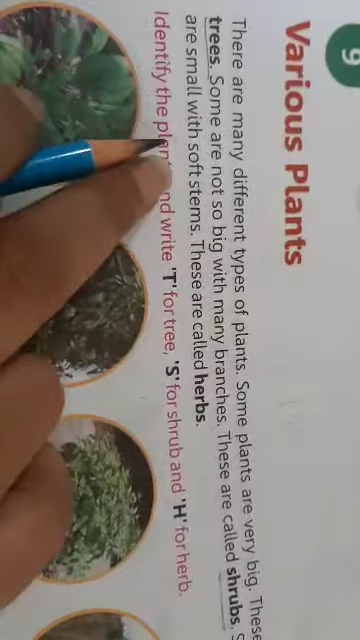 9
Various Plants
There are many different types of plants. Some plants are very big. These
trees. Some are not so big with many branches. These are called shrubs.
are small with soft stems. These are called herbs.
Identify the and write 'T' for tree, 'S' for shrub and 'H' for herb.